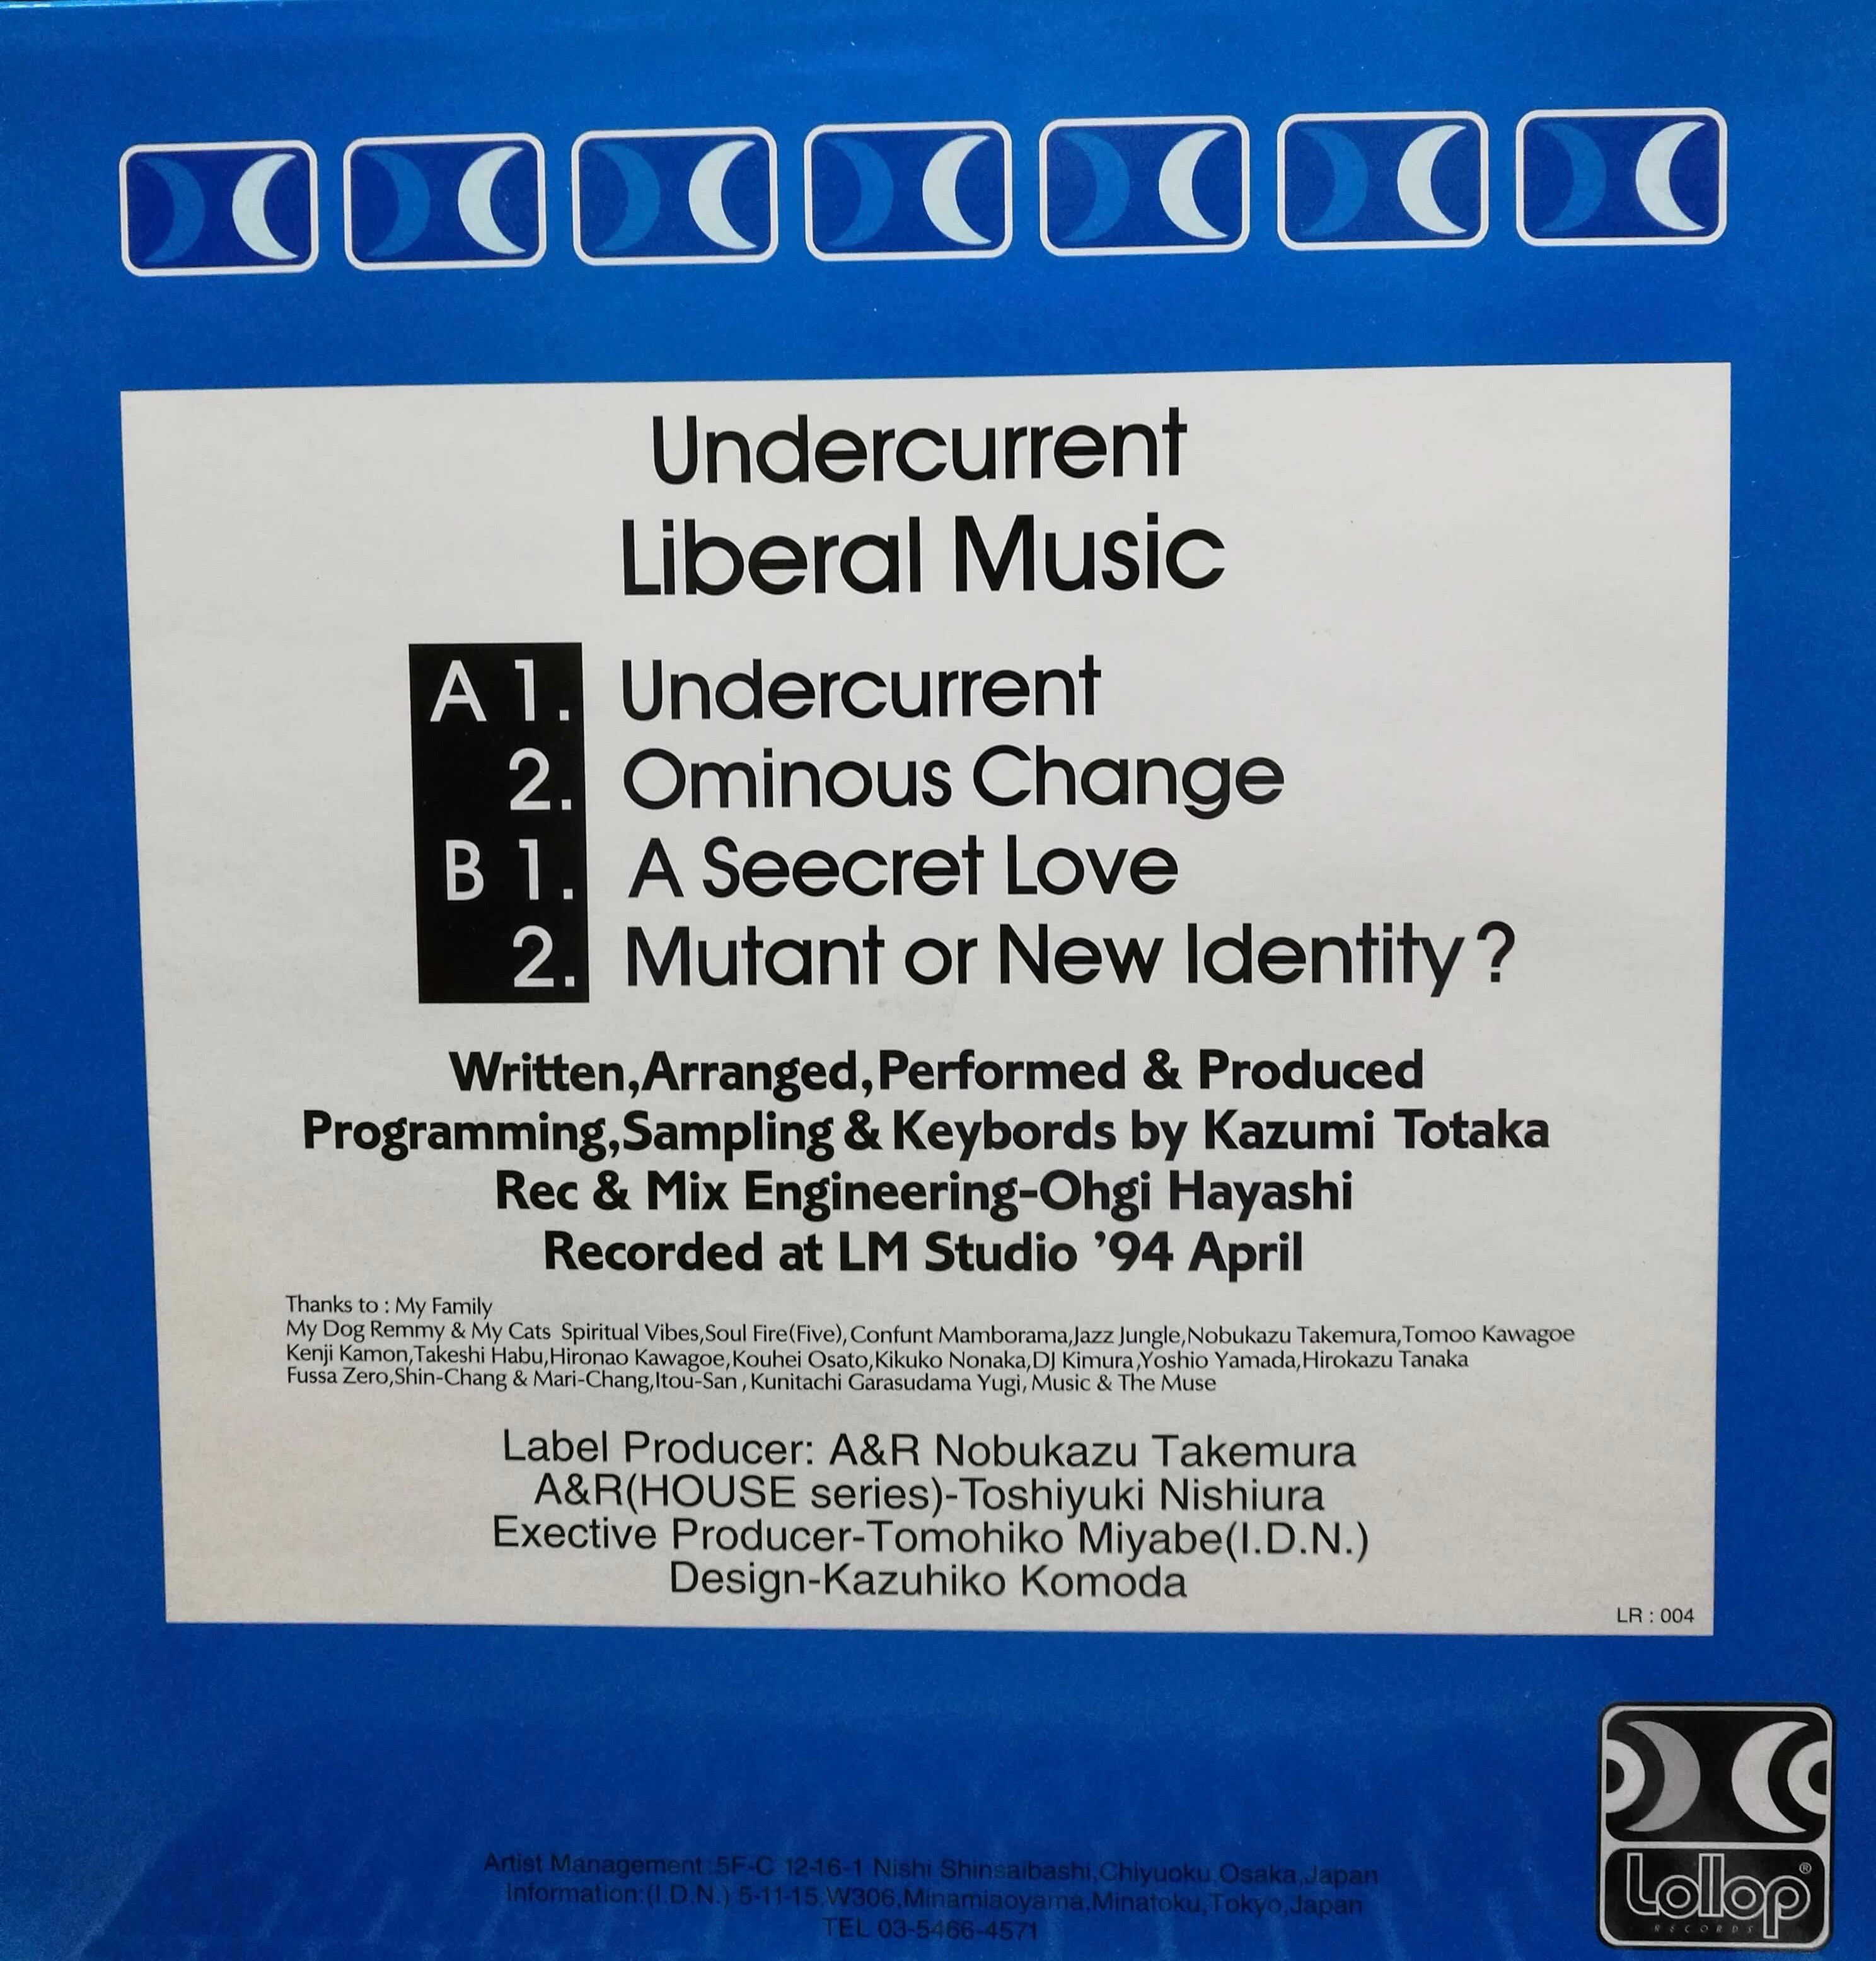 Undercurrent
Liberal Music
A 1. Undercurrent
2. Ominous Change
B 1. A Seecret Love
2. Mutant or New Identity?
Written,Arranged,Performed & Produced
Programming,Sampling & Keybords by Kazumi Totaka
Rec & Mix Engineering-Ohgi Hayashi
Recorded at LM Studio ’94 April
Thanks to : My Family
My Dog Remmy & My Cats Spiritual Vibes,Soul Fire(Five),Confunt Mamborama,Jazz Jungle,Nobukazu Takemura,Tomoo Kawagoe
Kenji Kamon,Takeshi Habu,Hironao Kawagoe,Kouhei Osato,Kikuko Nonaka,DJ Kimura,Yoshio Yamada,Hirokazu Tanaka
Fussa Zero,Shin-Chang & Mari-Chang,Itou-San,Kunitachi Garasudama Yugi,Music & The Muse
Label Producer: A&R Nobukazu Takemura
A&R(HOUSE series)-Toshiyuki Nishiura
Exective Producer-Tomohiko Miyabe(I.D.N.)
Design-Kazuhiko Komoda
LR : 004
Artist Management:5F-C 12-16-1 Nishi Shinsaibashi,Chiyuoku,Osaka,Japan
Information:(I.D.N.) 5-11-15,W306,Minamiaoyama,Minatoku,Tokyo,Japan
TEL 03-5466-4571
Lollop®
RECORDS